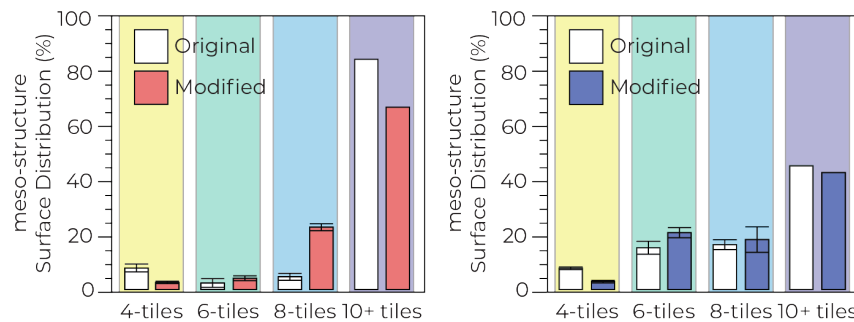 meso-structure
Surface Distribution (%)
100
80
60
40
20
0
Original
Modified
4-tiles
6-tiles
8-tiles
10+ tiles
meso-structure
Surface Distribution (%)
100
80
60
40
20
0
Original
Modified
4-tiles
6-tiles
8-tiles
10+ tiles